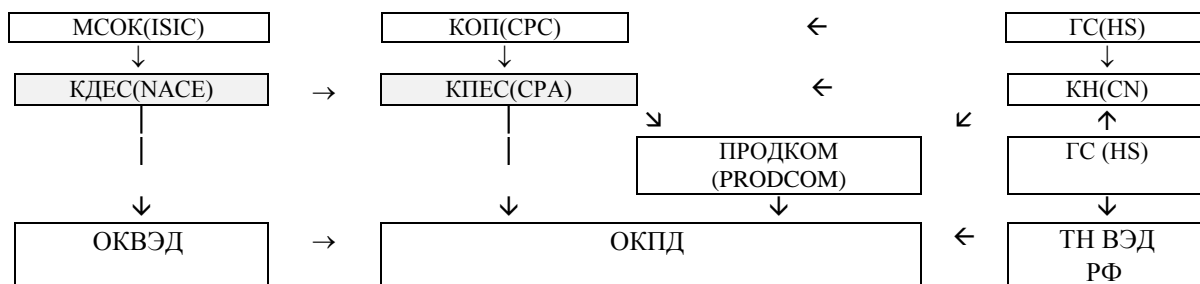 МСОК(ISIC) КОП(CPC) ← ГС(HS)
↓ ↓ ↓
КДЕС(NACE) → КПЕС(CPA) ← КН(CN)
↘ ↙ ↑
ПРОДКОМ ГС (HS)
(PRODCOM)
↓ ↓ ↓ ↓
ОКВЭД → ОКПД ← ТН ВЭД
РФ